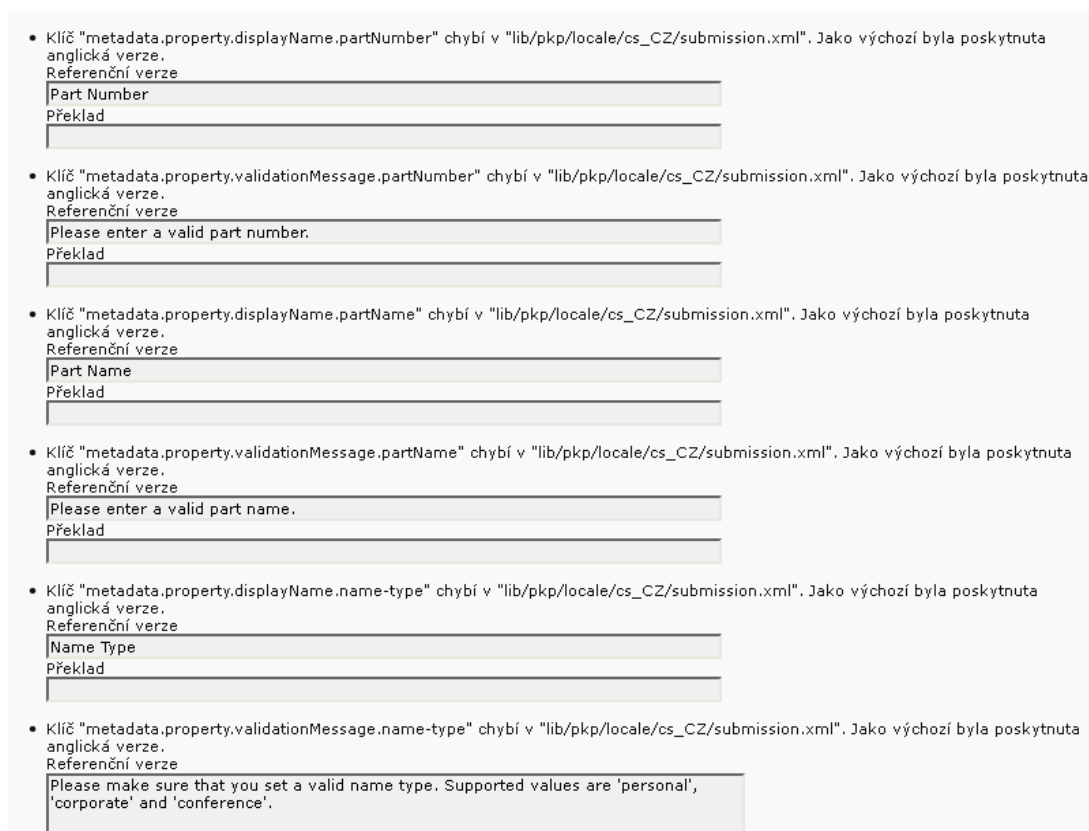 • Klíč "metadata.property.displayName.partNumber" chybí v "lib/pkp/locale/cs_CZ/submission.xml". Jako výchozí byla poskytnuta
anglická verze.
Referenční verze
Part Number
Překlad
• Klíč "metadata.property.validationMessage.partNumber" chybí v "lib/pkp/locale/cs_CZ/submission.xml". Jako výchozí byla poskytnuta
anglická verze.
Referenční verze
Please enter a valid part number.
Překlad
• Klíč "metadata.property.displayName.partName" chybí v "lib/pkp/locale/cs_CZ/submission.xml". Jako výchozí byla poskytnuta
anglická verze.
Referenční verze
Part Name
Překlad
• Klíč "metadata.property.validationMessage.partName" chybí v "lib/pkp/locale/cs_CZ/submission.xml". Jako výchozí byla poskytnuta
anglická verze.
Referenční verze
Please enter a valid part name.
Překlad
• Klíč "metadata.property.displayName.name-type" chybí v "lib/pkp/locale/cs_CZ/submission.xml". Jako výchozí byla poskytnuta
anglická verze.
Referenční verze
Name Type
Překlad
• Klíč "metadata.property.validationMessage.name-type" chybí v "lib/pkp/locale/cs_CZ/submission.xml". Jako výchozí byla poskytnuta
anglická verze.
Referenční verze
Please make sure that you set a valid name type. Supported values are 'personal',
'corporate' and 'conference'.